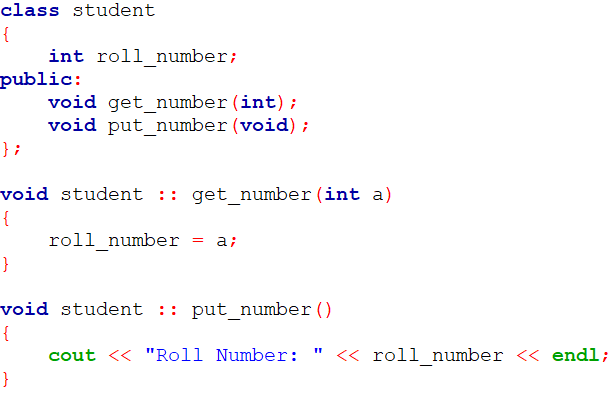 class student
{
    int roll_number;
public:
    void get_number(int);
    void put_number(void);
};

void student :: get_number(int a)
{
    roll_number = a;
}

void student :: put_number()
{
    cout << "Roll Number: " << roll_number << endl;
}